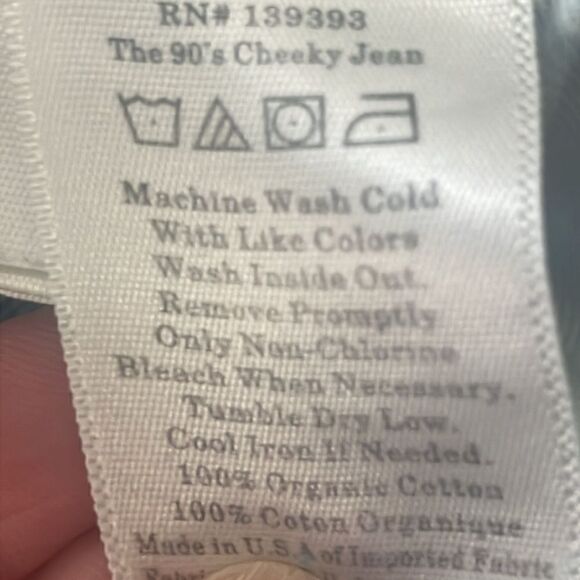 RN# 139393
The 90's Cheeky Jean
Machine Wash Cold
With Like Colors
Wash Inside Out.
Remove Promptly
Only Non-Chlorine
Bleach When Necessary.
Tumble Dry Low.
Cool Iron If Needed.
100% Organic Cotton
100% Coton Organique
Made in U.S.A of Imported Fabric